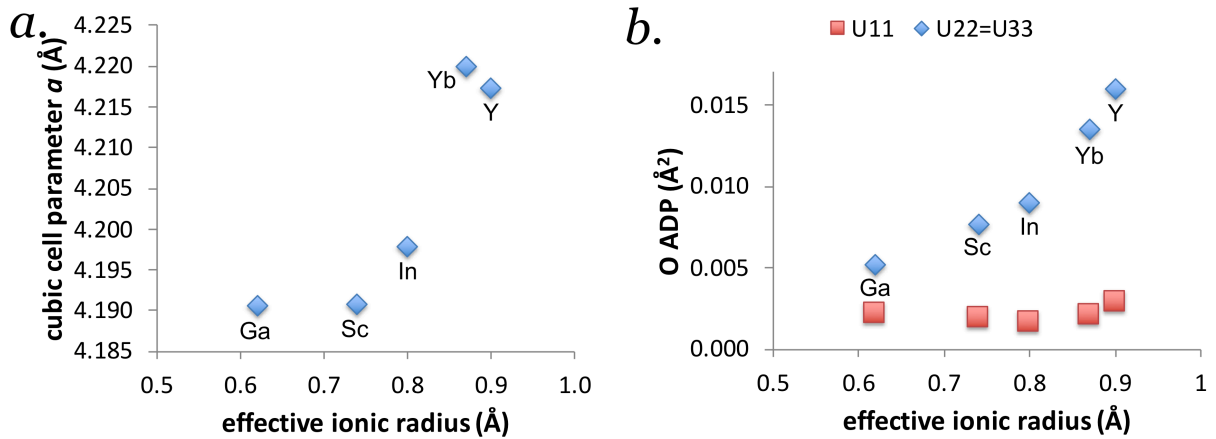 a.
cubic cell parameter a (Å)
4.225
4.220
4.215
4.210
4.205
4.200
4.195
4.190
4.185
Yb
Y
In
Ga
Sc
0.5 0.6 0.7 0.8 0.9 1.0
effective ionic radius (Å)
b.
U11 U22=U33
O ADP (Å²)
0.015
0.010
0.005
0.000
Y
Yb
In
Sc
Ga
0.5 0.6 0.7 0.8 0.9 1
effective ionic radius (Å)